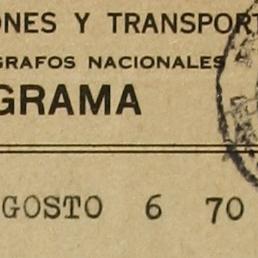 ONES Y TRANSPORT
GRAFOS NACIONALES
GRAMA
GOSTO 6 70